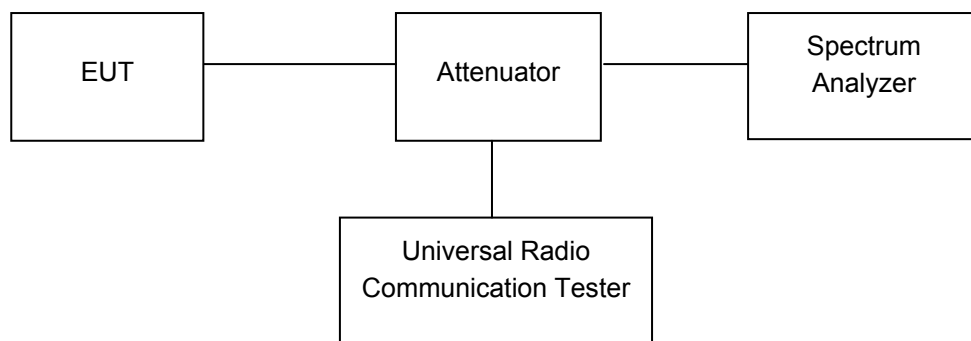 EUT
Attenuator
Spectrum
Analyzer
Universal Radio
Communication Tester